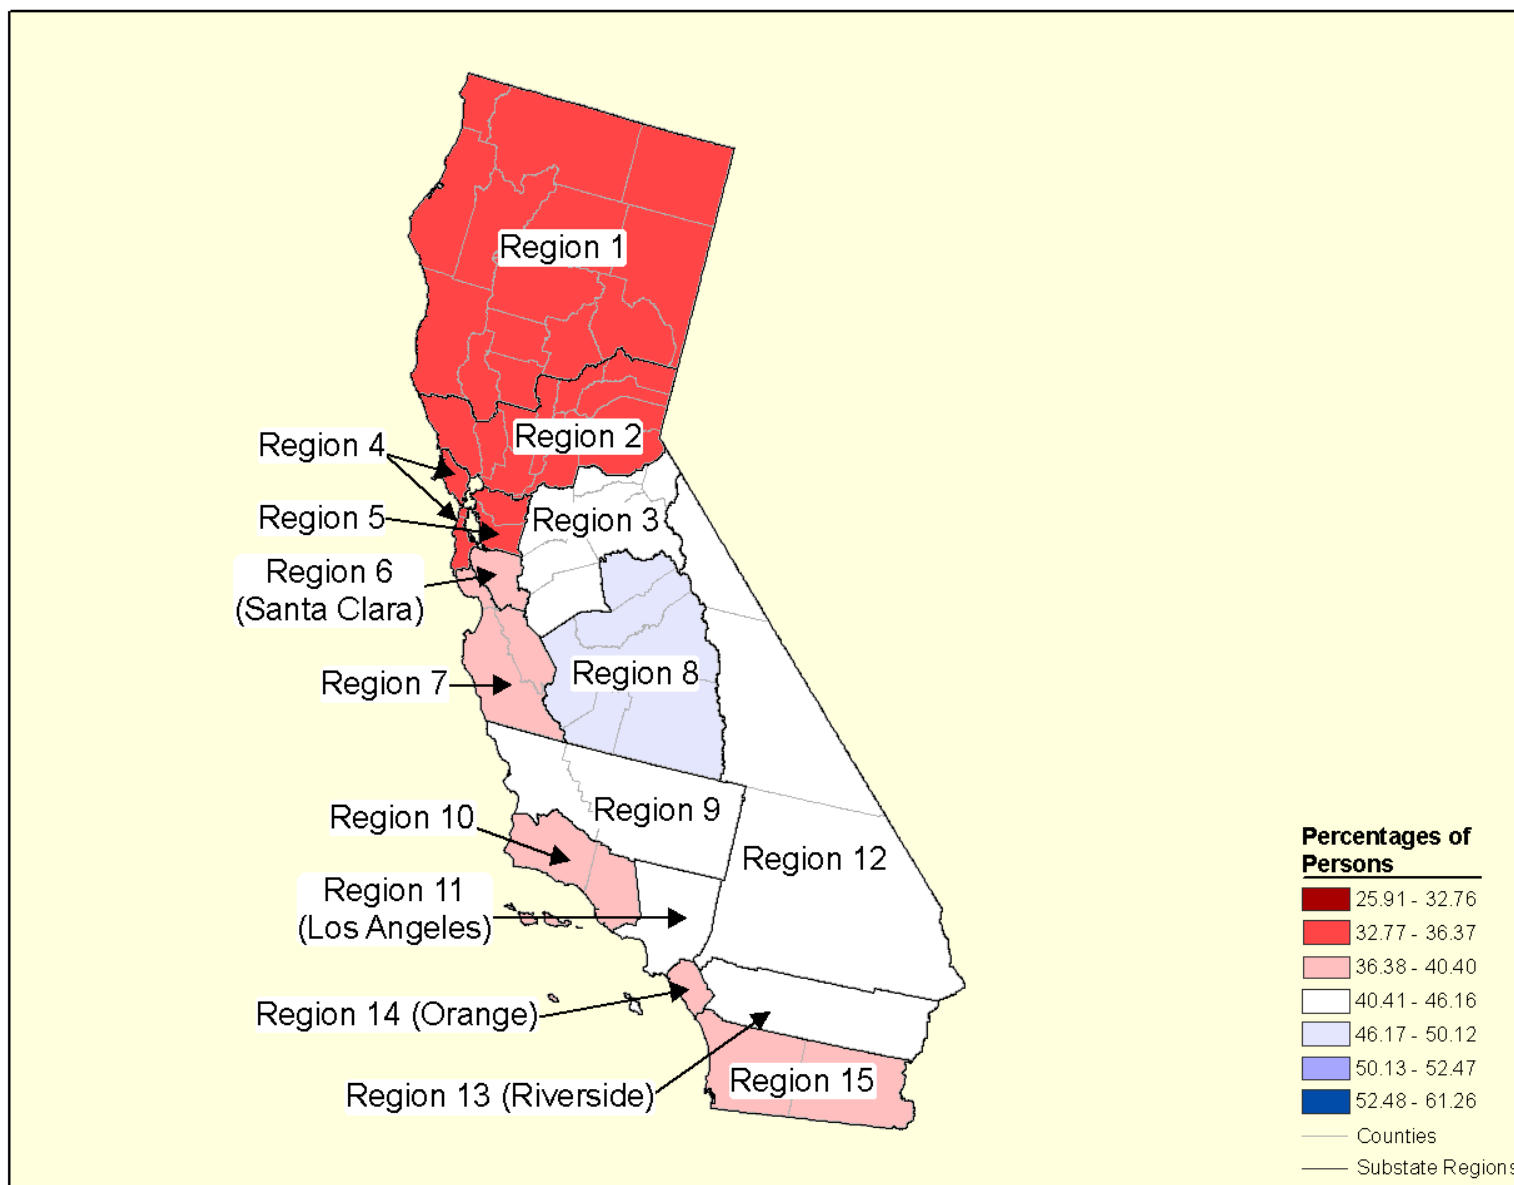 Region 1
Region 2
Region 4
Region 5
Region 3
Region 6
(Santa Clara)
Region 7
Region 8
Region 9
Region 10
Region 12
Region 11
(Los Angeles)
Region 14 (Orange)
Region 13 (Riverside)
Region 15
Percentages of
Persons
25.91 - 32.76
32.77 - 36.37
36.38 - 40.40
40.41 - 46.16
46.17 - 50.12
50.13 - 52.47
52.48 - 61.26
Counties
Substate Regions